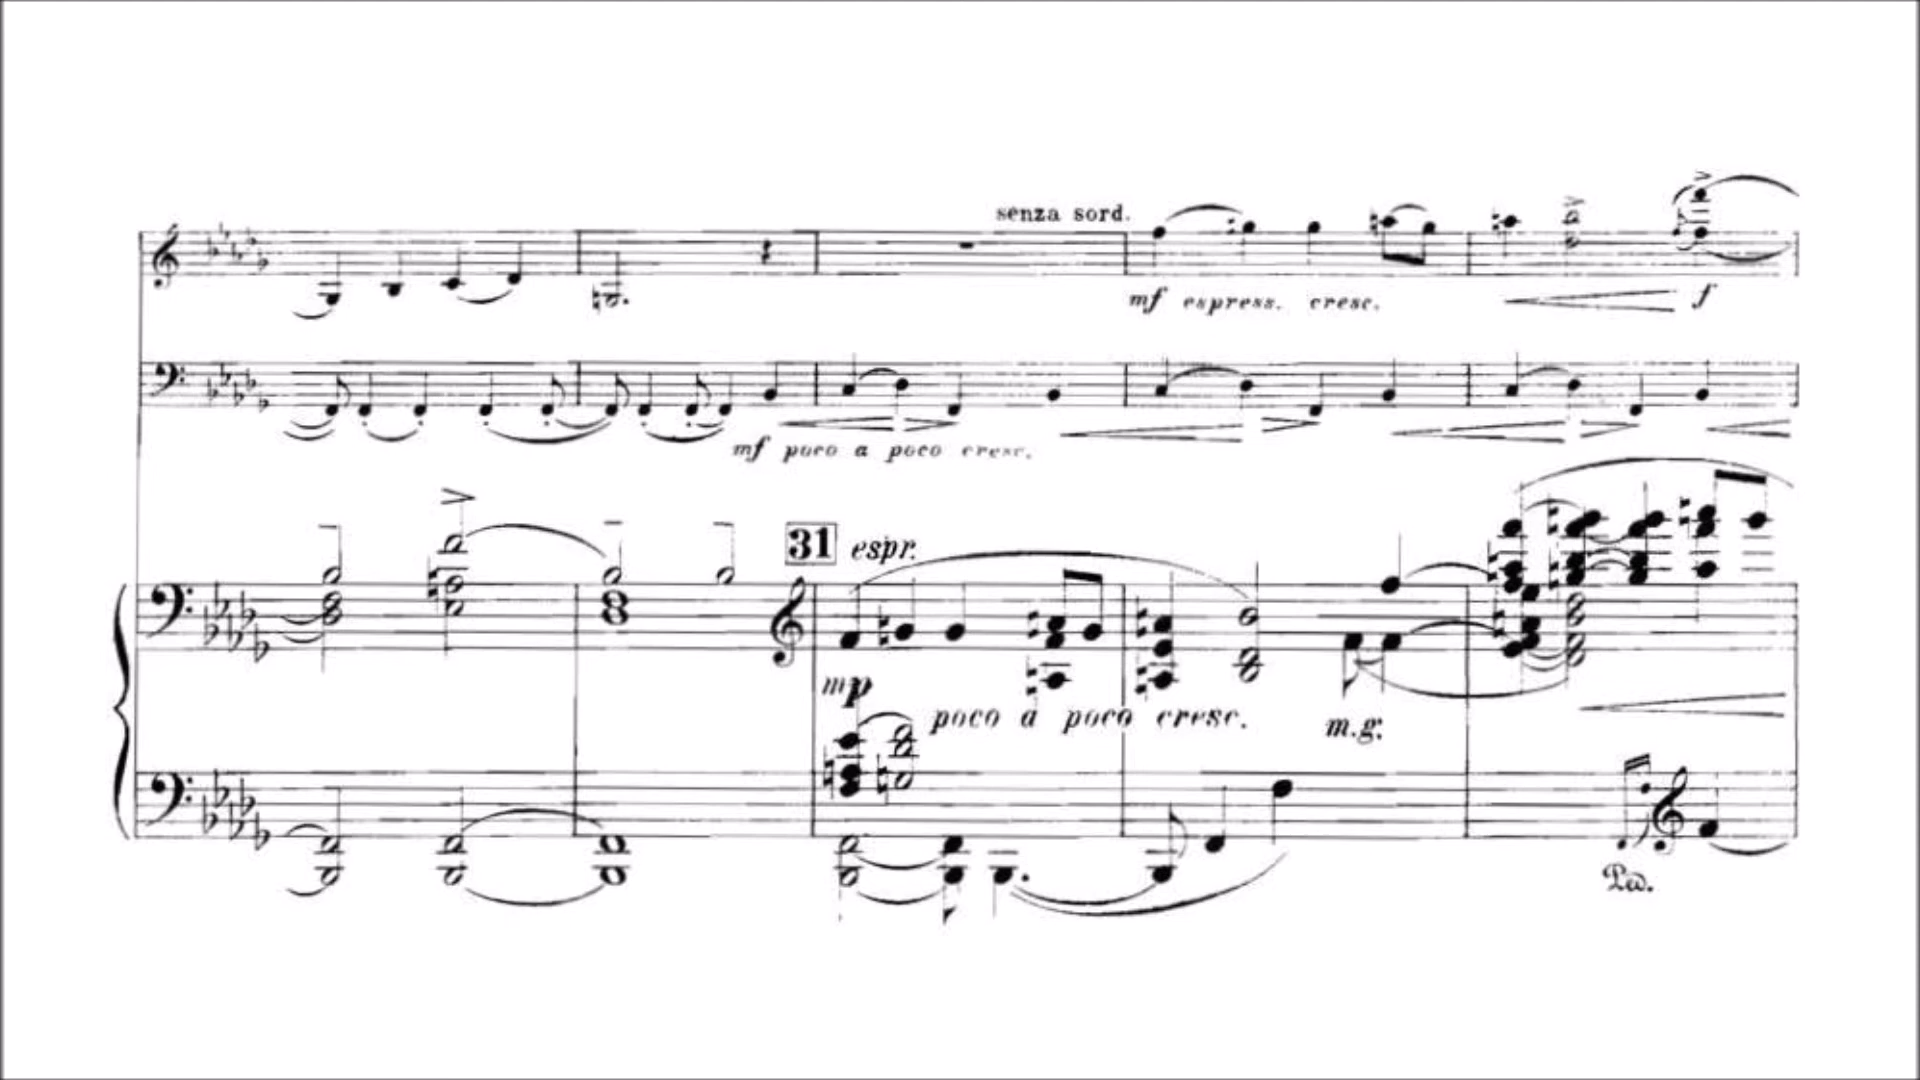 senza sord.
mf espress. cresc.
f
mf poco a poco cresc.
31 espr.
mp
poco a poco cresc.
m.g.
Ped.